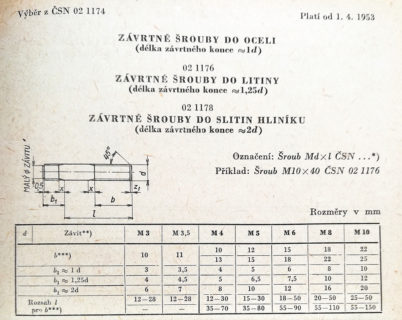 Výběr z ČSN 02 1174 Platí od 1. 4. 1953
ZÁVRTNÉ ŠROUBY DO OCELI
(délka závrtného konce ≈1d)
02 1176
ZÁVRTNÉ ŠROUBY DO LITINY
(délka závrtného konce ≈1,25d)
02 1178
ZÁVRTNÉ ŠROUBY DO SLITIN HLINÍKU
(délka závrtného konce ≈2d)
MALÝ ø ZÁVITU
45°
d
x x z₁
b₁ b
l
Označení: Šroub Md×l ČSN ...*)
Příklad: Šroub M10×40 ČSN 02 1176
Rozměry v mm
d Závit**) M 3 M 3,5 M 4 M 5 M 6 M 8 M 10
b***) 10 11 10 12 15 18 22
13 15 18 22 25
b₁ ≈ 1d 3 3,5 4 5 6 8 10
b₁ ≈ 1,25d 4 4,5 5 6,5 7,5 10 12
b₁ ≈ 2d 6 7 8 10 12 16 20
Rozsah l 12—28 12—28 12—30 15—30 18—50 20—50 25—50
pro b***) — — 35—70 35—80 55—90 55—110 55—150